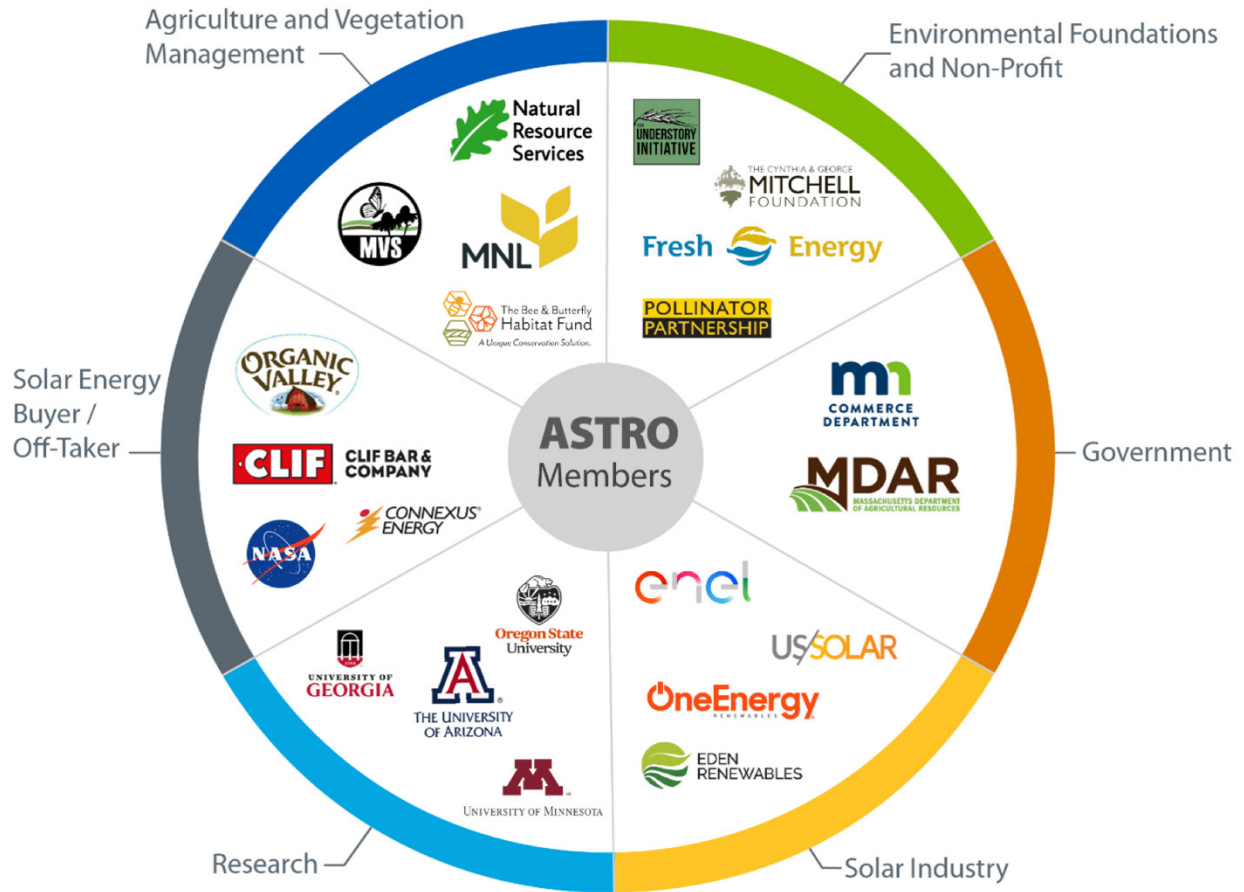 Agriculture and Vegetation
Management
Environmental Foundations
and Non-Profit
Natural
Resource
Services
MVS
MNL
The Bee & Butterfly
Habitat Fund
A Unique Conservation Solution.
UNDERSTORY
INITIATIVE
THE CYNTHIA & GEORGE
MITCHELL
FOUNDATION
Fresh Energy
POLLINATOR
PARTNERSHIP
Solar Energy
Buyer /
Off-Taker
ORGANIC
VALLEY®
CLIF®
CLIF BAR &
COMPANY
NASA
CONNEXUS®
ENERGY
ASTRO
Members
mn
COMMERCE
DEPARTMENT
MDAR
MASSACHUSETTS DEPARTMENT
OF AGRICULTURAL RESOURCES
Government
Oregon State
University
UNIVERSITY OF
GEORGIA
A®
THE UNIVERSITY
OF ARIZONA
M
UNIVERSITY OF MINNESOTA
Research
enel
US/SOLAR
OneEnergy
RENEWABLES
EDEN
RENEWABLES
Solar Industry